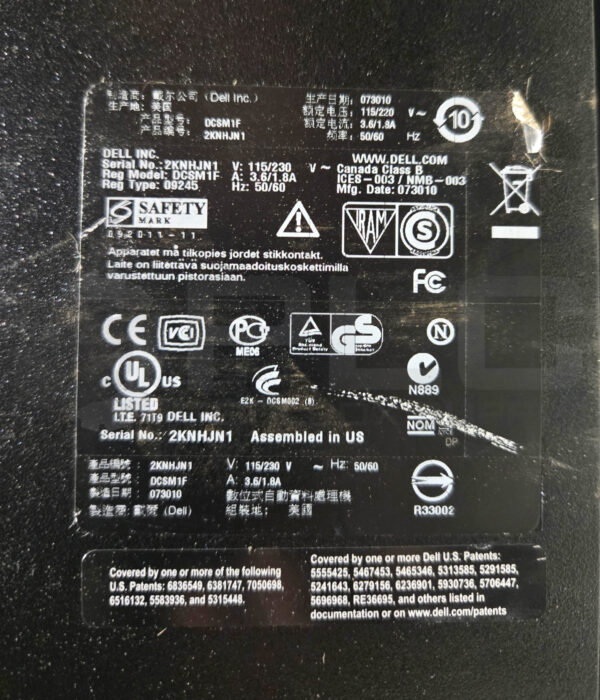 制造商: 戴尔公司 (Dell Inc.) 生产日期: 073010
生产地: 美国 额定电压: 115/220 V~
产品型号: DCSM1F 额定电流: 3.6/1.8A
产品编号: 2KNHJN1 频率: 50/60 Hz
10
DELL INC. WWW.DELL.COM
Serial No.: 2KNHJN1 V: 115/230 V ~ Canada Class B
Reg Model: DCSM1F A: 3.6/1.8A ICES-003 / NMB-003
Reg Type: 09245 Hz: 50/60 Mfg. Date: 073010
SAFETY
MARK
092011-11
VRAM S
Apparatet må tilkoples jordet stikkontakt.
Laite on liitettävä suojamaadoituskoskettimilla
varustettuun pistorasiaan.
FC
CE VCI PG TÜV GS N
ME06
Product Safety
c UL US
N889
LISTED
E2K - DCSM002 (B)
I.T.E. 71T9 DELL INC.
NOM
DP
Serial No.: 2KNHJN1 Assembled in US
產品編號: 2KNHJN1 V: 115/230 V ~ Hz: 50/60
產品型號: DCSM1F A: 3.6/1.8A
製造日期: 073010 數位式自動資料處理機
製造商: 戴爾 (Dell) 組裝地: 美國
R33002
Covered by one or more of the following
U.S. Patents: 6836549, 6381747, 7050698,
6516132, 5583936, and 5315448.
Covered by one or more Dell U.S. Patents:
5555425, 5467453, 5465346, 5313585, 5291585,
5241643, 6279156, 6236901, 5930736, 5706447,
5696968, RE36695, and others listed in
documentation or on www.dell.com/patents